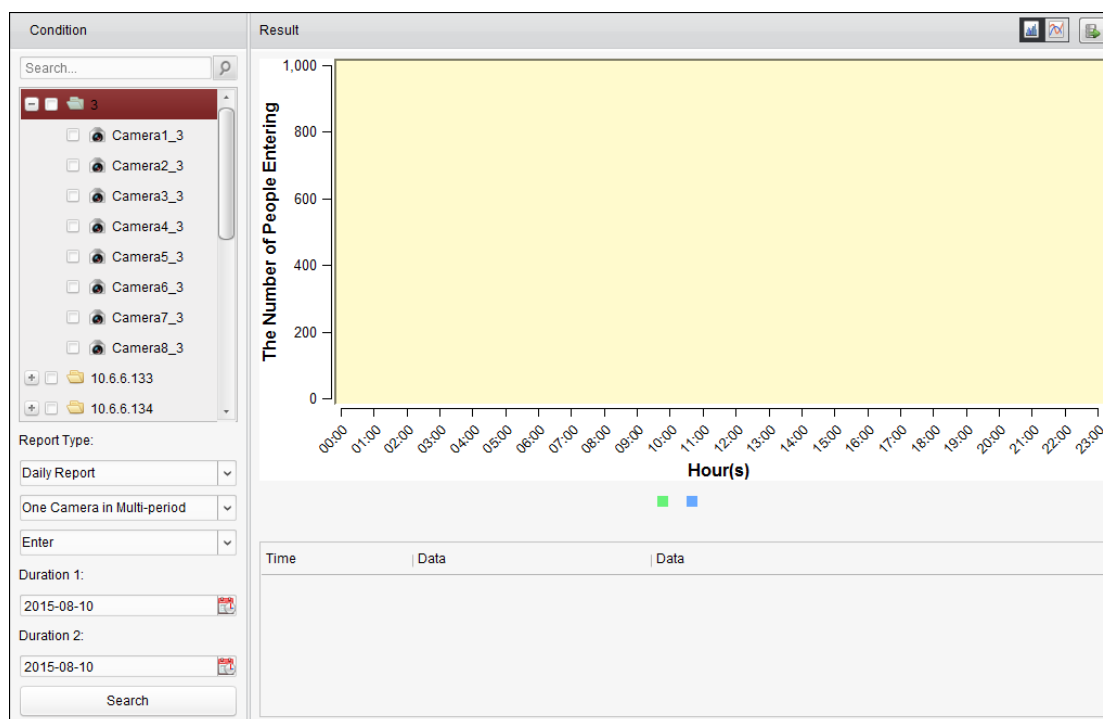 Condition
Search...
3
Camera1_3
Camera2_3
Camera3_3
Camera4_3
Camera5_3
Camera6_3
Camera7_3
Camera8_3
10.6.6.133
10.6.6.134
Report Type:
Daily Report
One Camera in Multi-period
Enter
Duration 1:
2015-08-10
Duration 2:
2015-08-10
Search
Result
The Number of People Entering
1,000
800
600
400
200
0
00:00 01:00 02:00 03:00 04:00 05:00 06:00 07:00 08:00 09:00 10:00 11:00 12:00 13:00 14:00 15:00 16:00 17:00 18:00 19:00 20:00 21:00 22:00 23:00
Hour(s)
Time Data Data